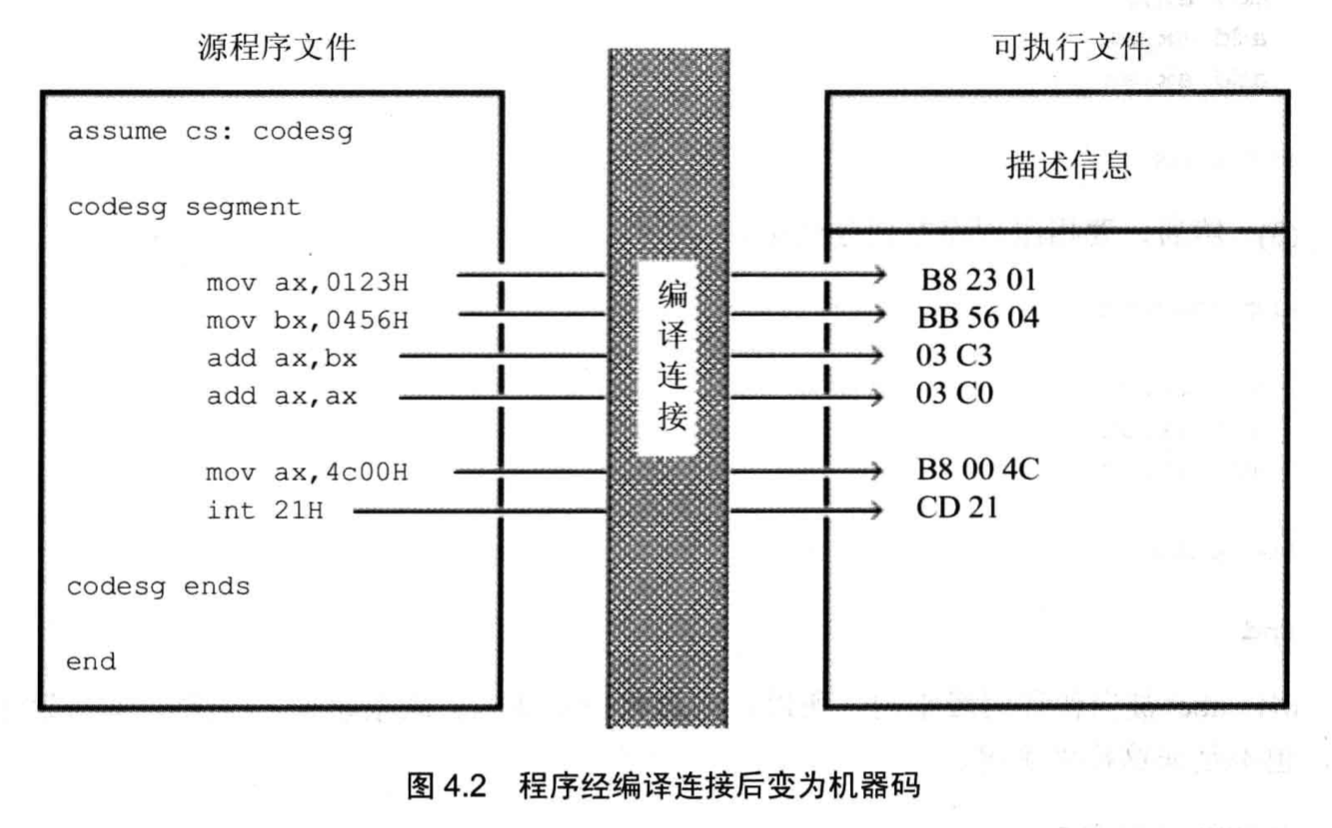 源程序文件
assume cs: codesg
codesg segment
mov ax,0123H
mov bx,0456H
add ax,bx
add ax,ax
mov ax,4c00H
int 21H
codesg ends
end
编译连接
可执行文件
描述信息
B8 23 01
BB 56 04
03 C3
03 C0
B8 00 4C
CD 21
图 4.2 程序经编译连接后变为机器码